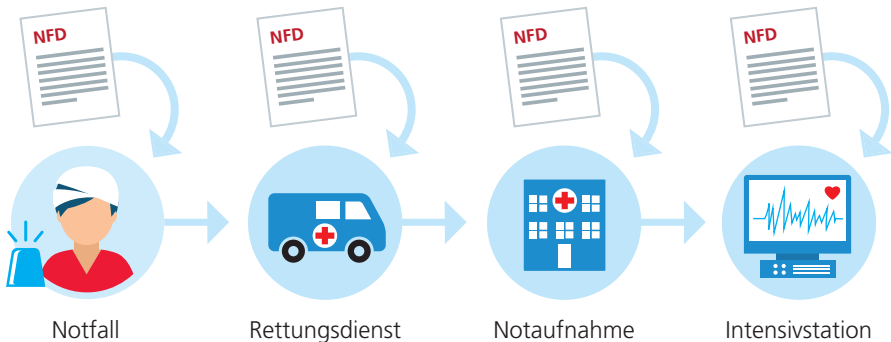 NFD
NFD
NFD
NFD
Notfall
Rettungsdienst
Notaufnahme
Intensivstation